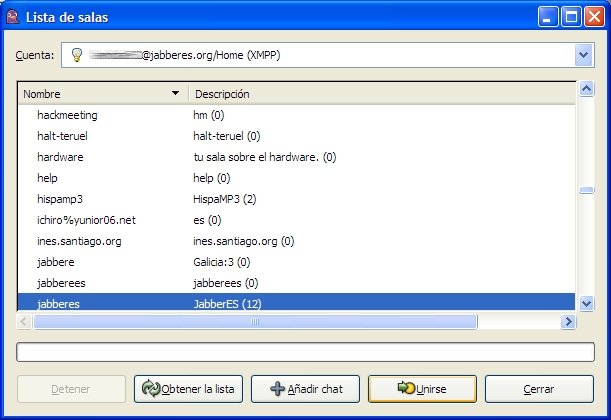 Lista de salas
Cuenta: @jabberes.org/Home (XMPP)
Nombre Descripción
hackmeeting hm (0)
halt-teruel halt-teruel (0)
hardware tu sala sobre el hardware. (0)
help help (0)
hispamp3 HispaMP3 (2)
ichiro%yunior06.net es (0)
ines.santiago.org ines.santiago.org (0)
jabbere Galicia:3 (0)
jabberees jabberees (0)
jabberes JabberES (12)
Detener Obtener la lista Añadir chat Unirse Cerrar